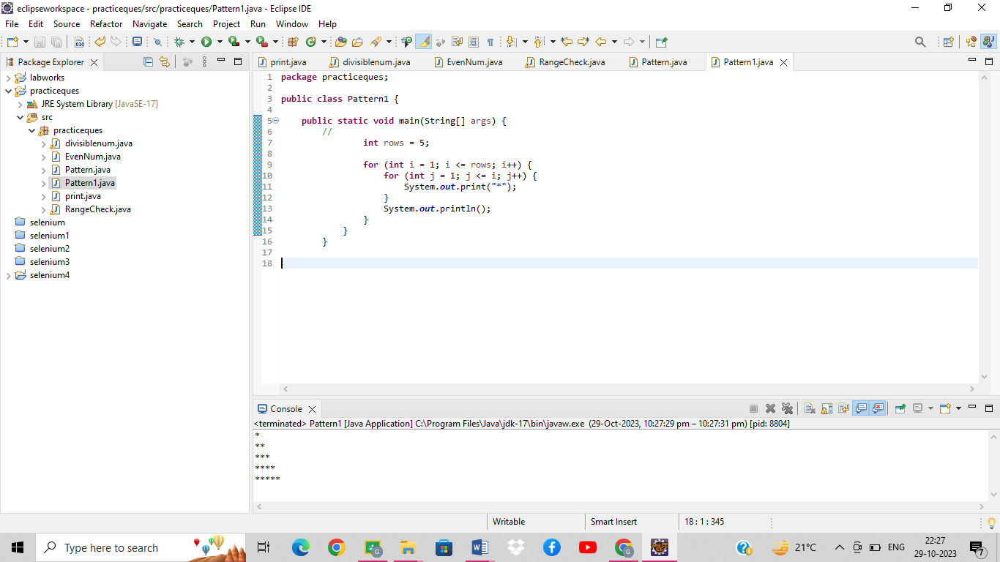 eclipseworkspace - practiceques/src/practiceques/Pattern1.java - Eclipse IDE
File Edit Source Refactor Navigate Search Project Run Window Help
Package Explorer
labworks
practiceques
JRE System Library [JavaSE-17]
src
practiceques
divisiblenum.java
EvenNum.java
Pattern.java
Pattern1.java
print.java
RangeCheck.java
selenium
selenium1
selenium2
selenium3
selenium4
print.java divisiblenum.java EvenNum.java RangeCheck.java Pattern.java Pattern1.java
1 package practiceques;
2
3 public class Pattern1 {
4
5 public static void main(String[] args) {
6 //
7 int rows = 5;
8
9 for (int i = 1; i <= rows; i++) {
10 for (int j = 1; j <= i; j++) {
11 System.out.print("*");
12 }
13 System.out.println();
14 }
15 }
16 }
17
18
Console
<terminated> Pattern1 [Java Application] C:\Program Files\Java\jdk-17\bin\javaw.exe (29-Oct-2023, 10:27:29 pm – 10:27:31 pm) [pid: 8804]
*
**
***
****
*****
Writable Smart Insert 18 : 1 : 345
Type here to search
21°C ENG 22:27
29-10-2023
7